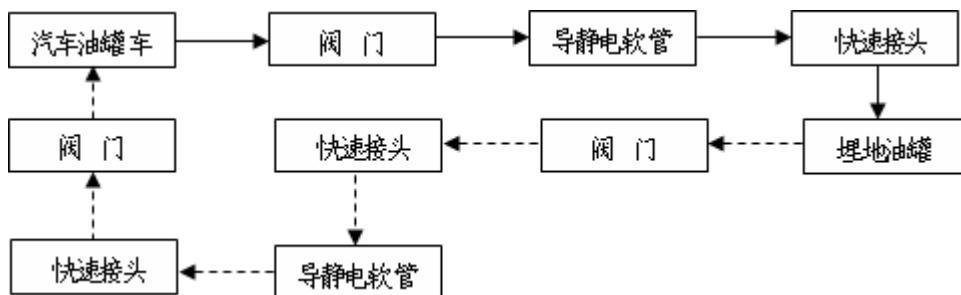 汽车油罐车
阀 门
导静电软管
快速接头
阀 门
快速接头
阀 门
埋地油罐
快速接头
导静电软管